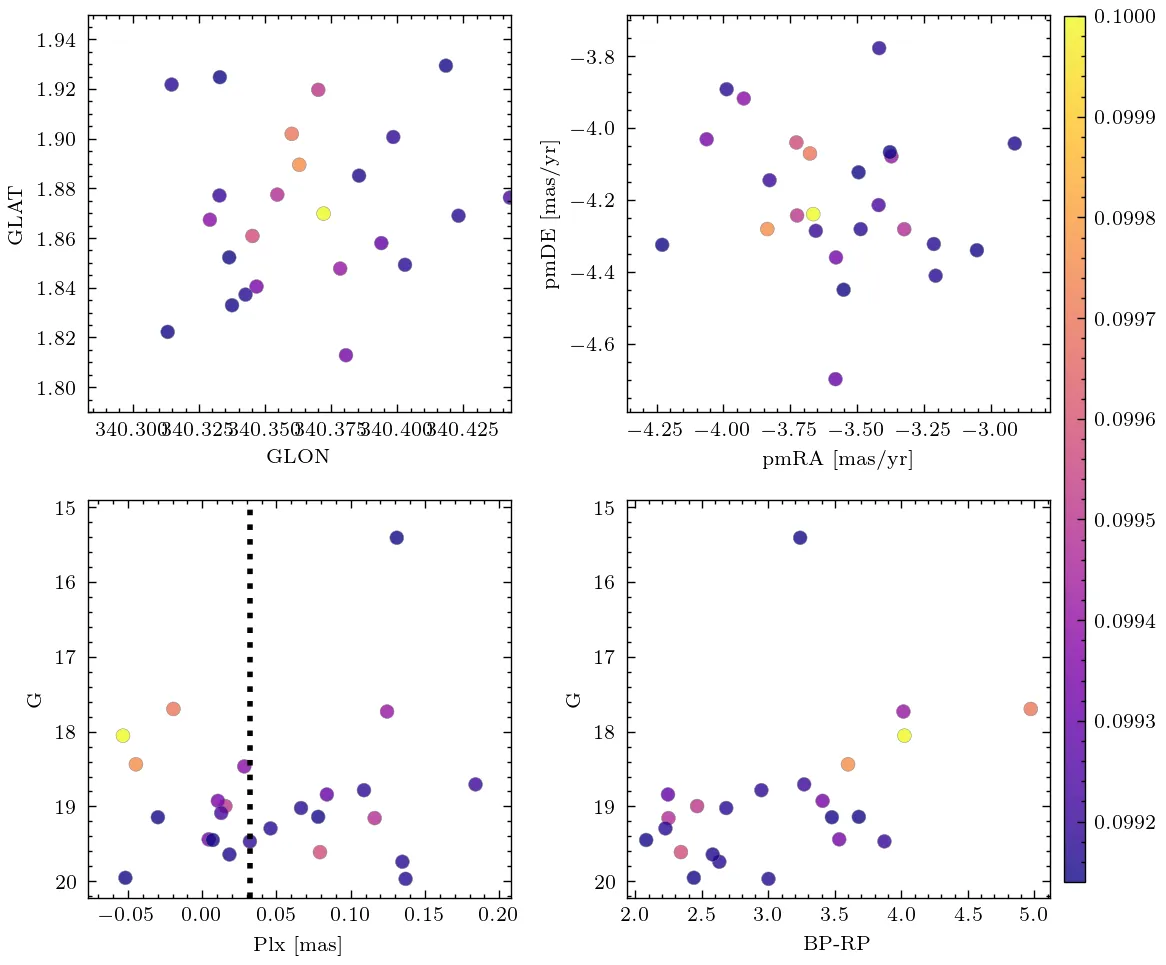 1.94
1.92
1.90
1.88
1.86
1.84
1.82
1.80
GLAT
340.300 340.325 340.350 340.375 340.400 340.425
GLON
−3.8
−4.0
−4.2
−4.4
−4.6
pmDE [mas/yr]
−4.25 −4.00 −3.75 −3.50 −3.25 −3.00
pmRA [mas/yr]
15
16
17
18
19
20
G
−0.05 0.00 0.05 0.10 0.15 0.20
Plx [mas]
15
16
17
18
19
20
G
2.0 2.5 3.0 3.5 4.0 4.5 5.0
BP-RP
0.1000
0.0999
0.0998
0.0997
0.0996
0.0995
0.0994
0.0993
0.0992